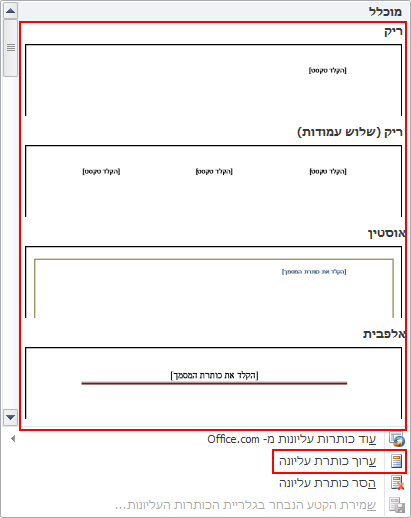 מוכלל
ריק
[הקלד טקסט]
ריק (שלוש עמודות)
[הקלד טקסט] [הקלד טקסט] [הקלד טקסט]
אוסטין
[הקלד את כותרת המסמך]
אלפבית
[הקלד את כותרת המסמך]
עוד כותרות עליונות מ- Office.com
ערוך כותרת עליונה
הסר כותרת עליונה
שמירת הקטע הנבחר בגלריית הכותרות העליונות...